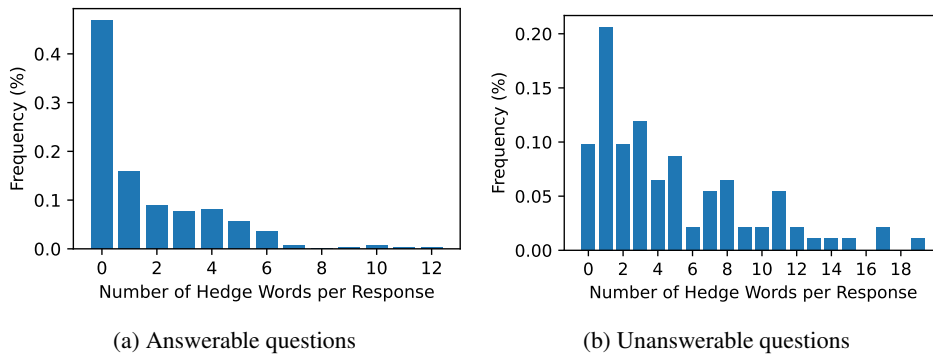 0.4
0.3
0.2
0.1
0.0
Frequency (%)
0 2 4 6 8 10 12
Number of Hedge Words per Response
(a) Answerable questions
0.20
0.15
0.10
0.05
0.00
Frequency (%)
0 2 4 6 8 10 12 14 16 18
Number of Hedge Words per Response
(b) Unanswerable questions